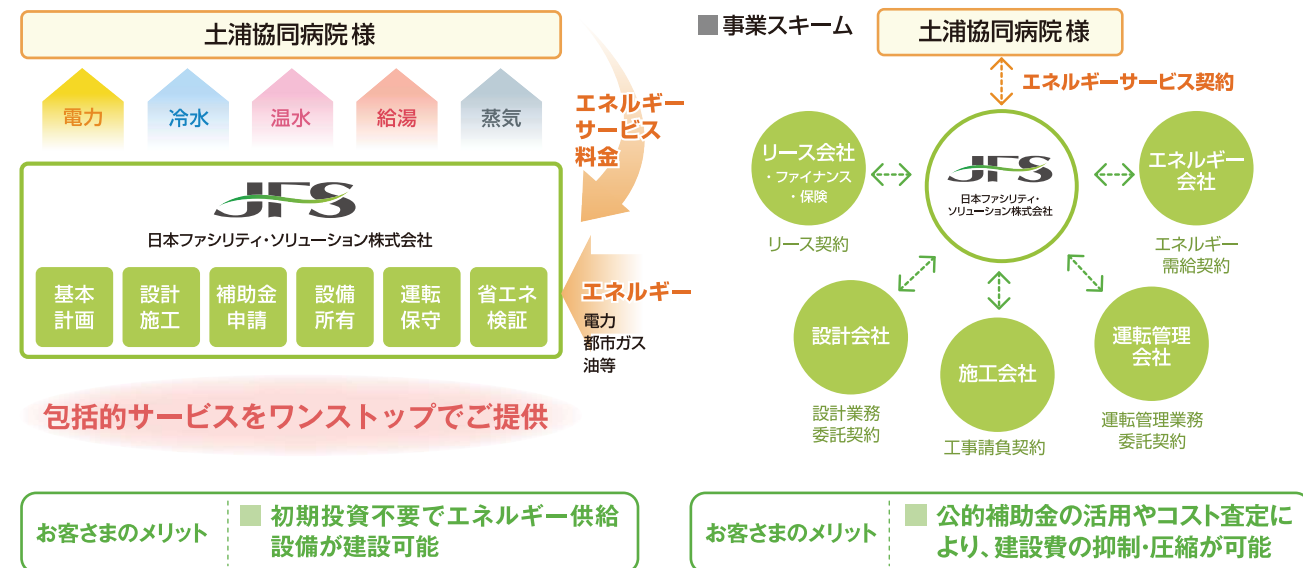 土浦協同病院様
電力
冷水
温水
給湯
蒸気
エネルギー
サービス
料金
JFS
日本ファシリティ・ソリューション株式会社
基本
計画
設計
施工
補助金
申請
設備
所有
運転
保守
省エネ
検証
エネルギー
電力
都市ガス
油等
包括的サービスをワンストップでご提供
お客さまのメリット
初期投資不要でエネルギー供給
設備が建設可能
■事業スキーム
土浦協同病院様
エネルギーサービス契約
リース会社
・ファイナンス
・保険
リース契約
JFS
日本ファシリティ・
ソリューション株式会社
エネルギー
会社
エネルギー
需給契約
設計会社
設計業務
委託契約
施工会社
工事請負契約
運転管理
会社
運転管理業務
委託契約
お客さまのメリット
公的補助金の活用やコスト査定に
より、建設費の抑制・圧縮が可能